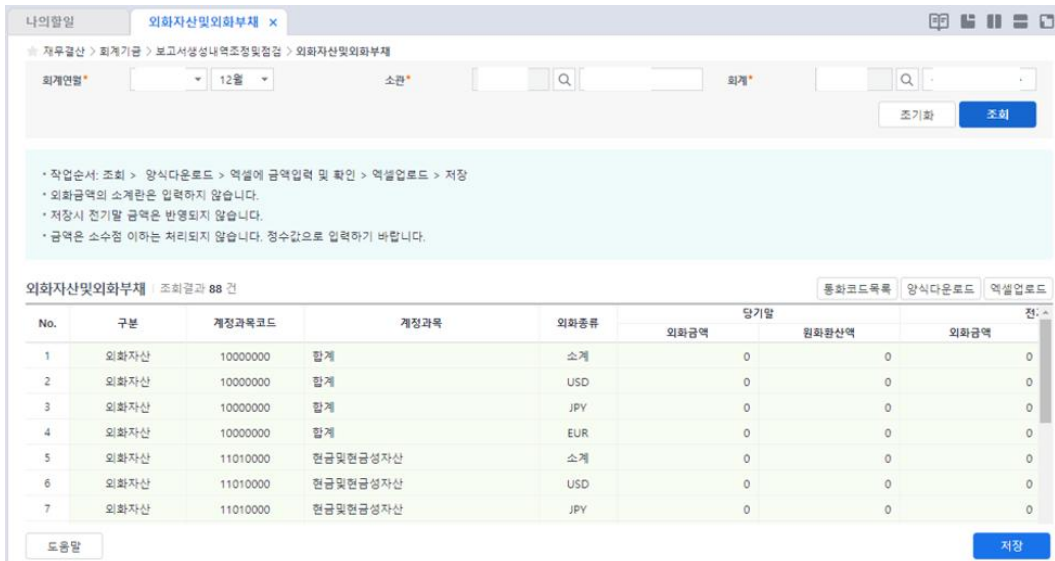 나의할일 외화자산및외화부채 ×
재무결산 > 회계기금 > 보고서생성내역조정및점검 > 외화자산및외화부채
회계연월* 12월 소관* 회계*
초기화 조회
• 작업순서: 조회 > 양식다운로드 > 엑셀에 금액입력 및 확인 > 엑셀업로드 > 저장
• 외화금액의 소계란은 입력하지 않습니다.
• 저장시 전기말 금액은 반영되지 않습니다.
• 금액은 소수점 이하는 처리되지 않습니다. 정수값으로 입력하기 바랍니다.
외화자산및외화부채 조회결과 88 건 통화코드목록 양식다운로드 엑셀업로드
No. 구분 계정과목코드 계정과목 외화종류 당기말
외화금액 원화환산액 외화금액
1 외화자산 10000000 합계 소계 0 0 0
2 외화자산 10000000 합계 USD 0 0 0
3 외화자산 10000000 합계 JPY 0 0 0
4 외화자산 10000000 합계 EUR 0 0 0
5 외화자산 11010000 현금및현금성자산 소계 0 0 0
6 외화자산 11010000 현금및현금성자산 USD 0 0 0
7 외화자산 11010000 현금및현금성자산 JPY 0 0 0
도움말 저장